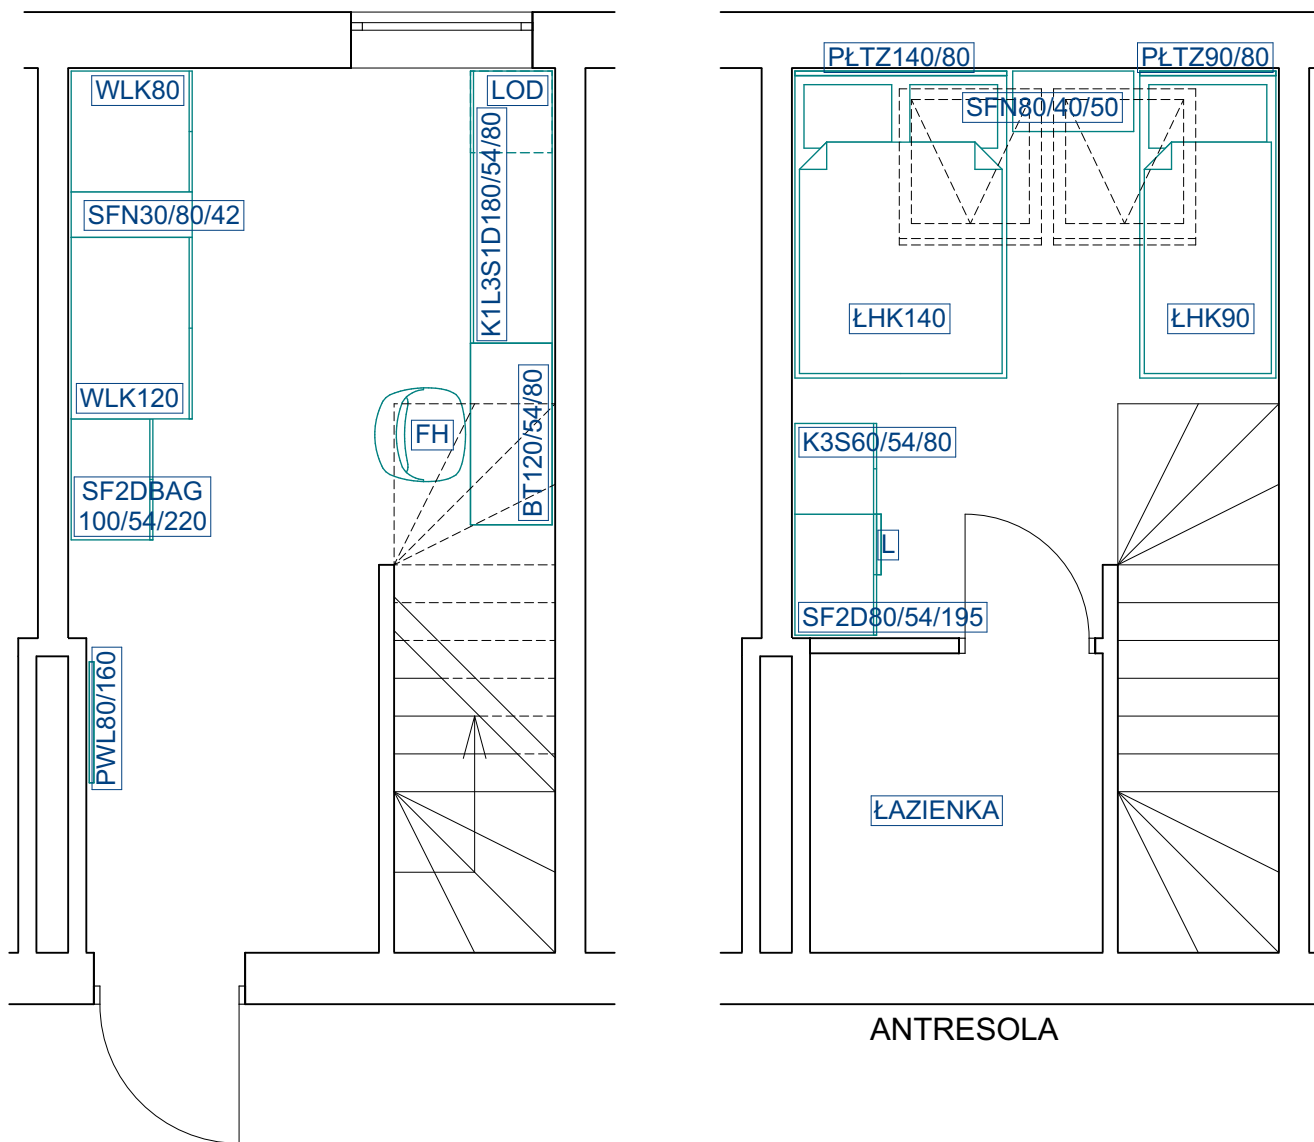 WLK80
SFN30/80/42
WLK120
SF2DBAG
100/54/220
PWL80/160
LOD
K1L3S1D180/54/80
FH
BT120/54/80
PŁTZ140/80
PŁTZ90/80
SFN80/40/50
ŁHK140
ŁHK90
K3S60/54/80
L
SF2D80/54/195
ŁAZIENKA
ANTRESOLA